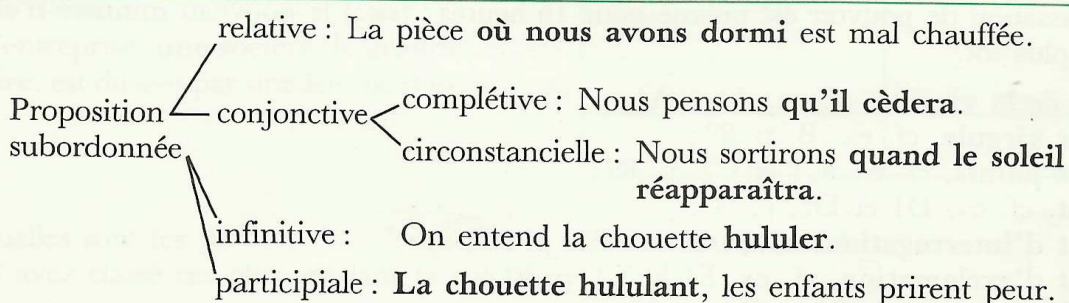 relative : La pièce où nous avons dormi est mal chauffée.
Proposition subordonnée
conjonctive
complétive : Nous pensons qu'il cèdera.
circonstancielle : Nous sortirons quand le soleil
réapparaîtra.
infinitive : On entend la chouette hululer.
participiale : La chouette hululant, les enfants prirent peur.